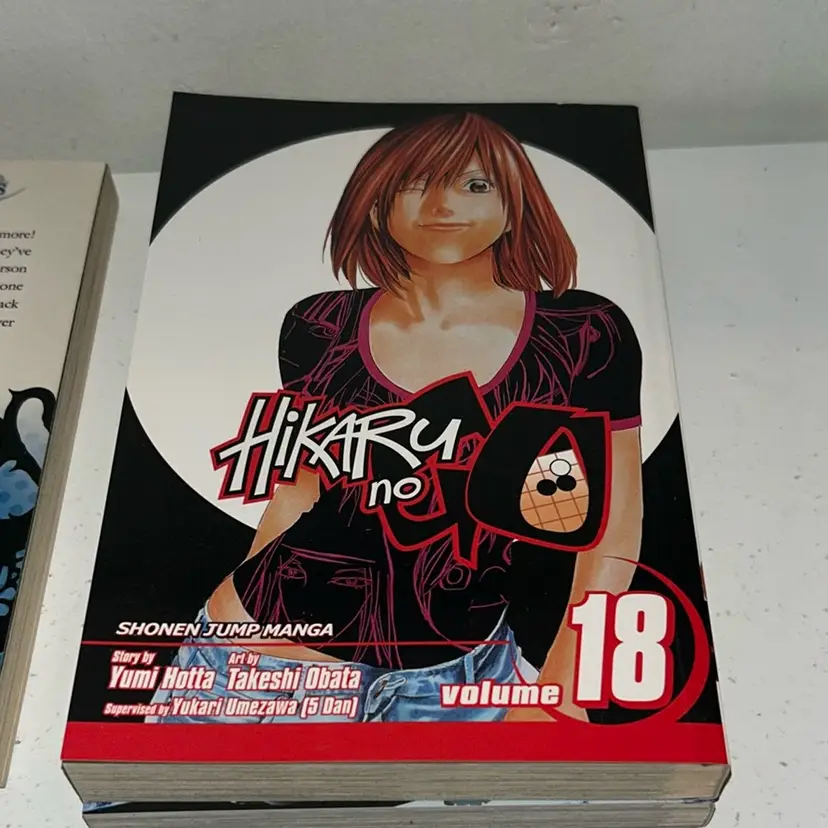 more!
ey've
rson
one
ack
ver
HIKARU
no
GO
SHONEN JUMP MANGA
Story by
Yumi Hotta
Art by
Takeshi Obata
Supervised by Yukari Umezawa (5 Dan)
volume 18